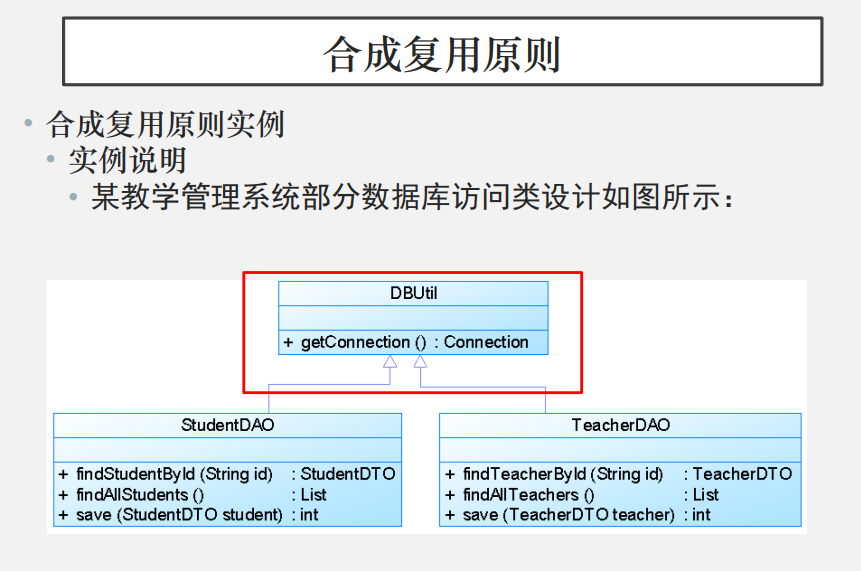 合成复用原则
• 合成复用原则实例
• 实例说明
• 某教学管理系统部分数据库访问类设计如图所示：
DBUtil
+ getConnection () : Connection
StudentDAO
+ findStudentById (String id) : StudentDTO
+ findAllStudents () : List
+ save (StudentDTO student) : int
TeacherDAO
+ findTeacherById (String id) : TeacherDTO
+ findAllTeachers () : List
+ save (TeacherDTO teacher) : int